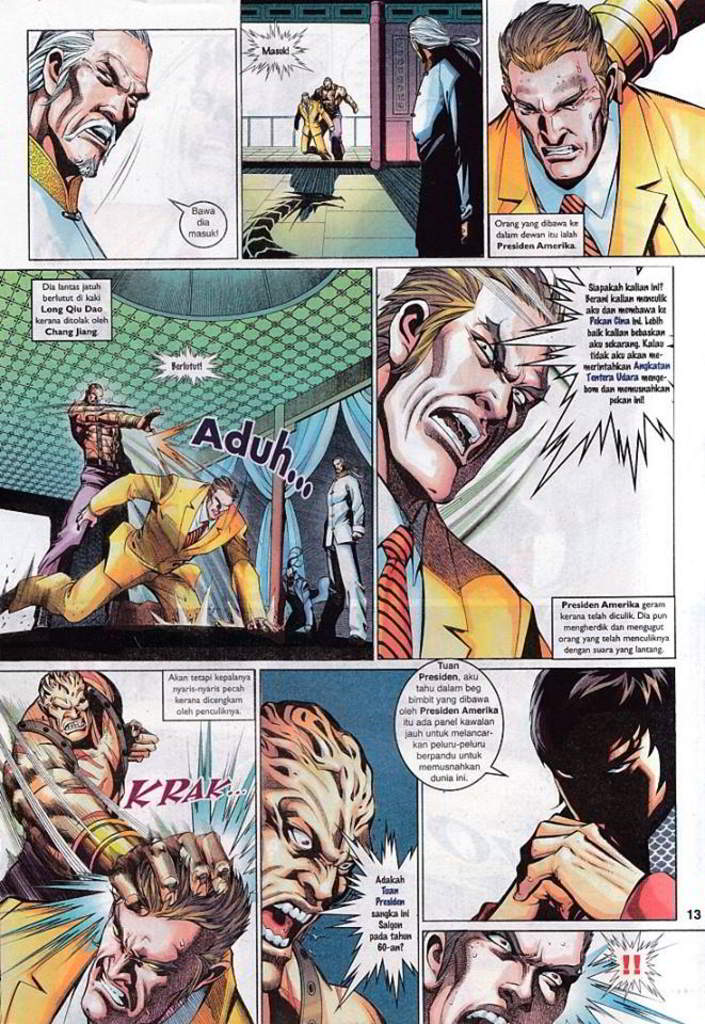 Bawa
dia
masuk!
Masuk!
Orang yang dibawa ke
dalam dewan itu ialah
Presiden Amerika.
Dia lantas jatuh
berlutut di kaki
Long Qiu Dao
kerana ditolak oleh
Chang Jiang.
Berlutut!
Aduh...
Siapakah kalian ini?
Berani kalian menculik
aku dan membawa ke
Pekan Cina ini. Lebih
baik kalian bebaskan
aku sekarang. Kalau
tidak aku akan me-
merintahkan Angkatan
Tentera Udara menge-
bom dan memusnahkan
pekan ini!
Presiden Amerika geram
kerana telah diculik. Dia pun
mengherdik dan mengugut
orang yang telah menculiknya
dengan suara yang lantang.
Akan tetapi kepalanya
nyaris-nyaris pecah
kerana dicengkam
oleh penculiknya.
KRAK...
Adakah
Tuan
Presiden
sangka ini
Saigon
pada tahun
60-an?
Tuan
Presiden, aku
tahu dalam beg
bimbit yang dibawa
oleh Presiden Amerika
itu ada panel kawalan
jauh untuk melancar-
kan peluru-peluru
berpandu untuk
memusnahkan
dunia ini.
!!
13